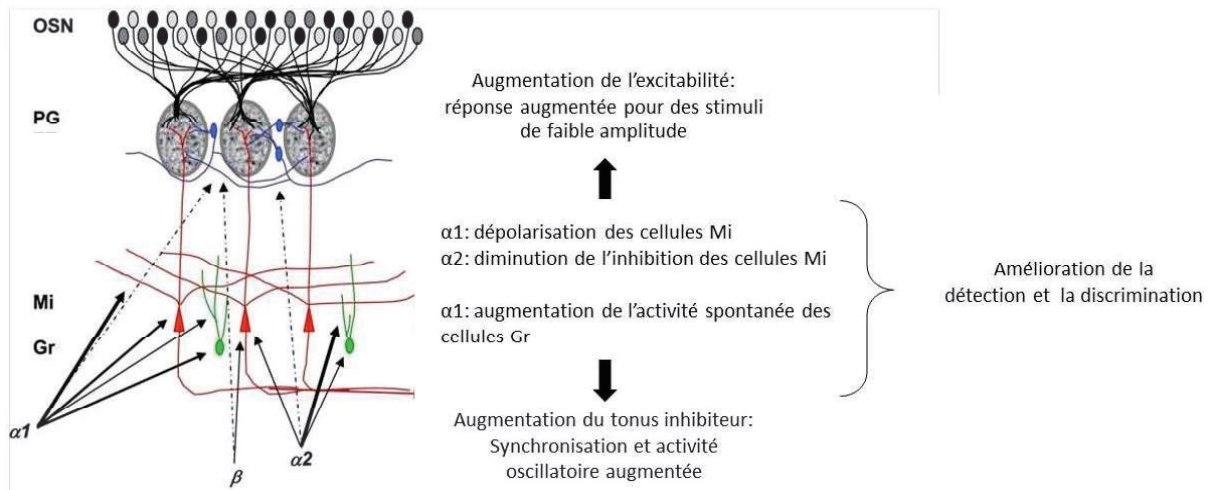 OSN
PG
Mi
Gr
α1
β
α2
Augmentation de l'excitabilité:
réponse augmentée pour des stimuli
de faible amplitude
α1: dépolarisation des cellules Mi
α2: diminution de l'inhibition des cellules Mi
α1: augmentation de l'activité spontanée des
cellules Gr
Augmentation du tonus inhibiteur:
Synchronisation et activité
oscillatoire augmentée
Amélioration de la
détection et la discrimination